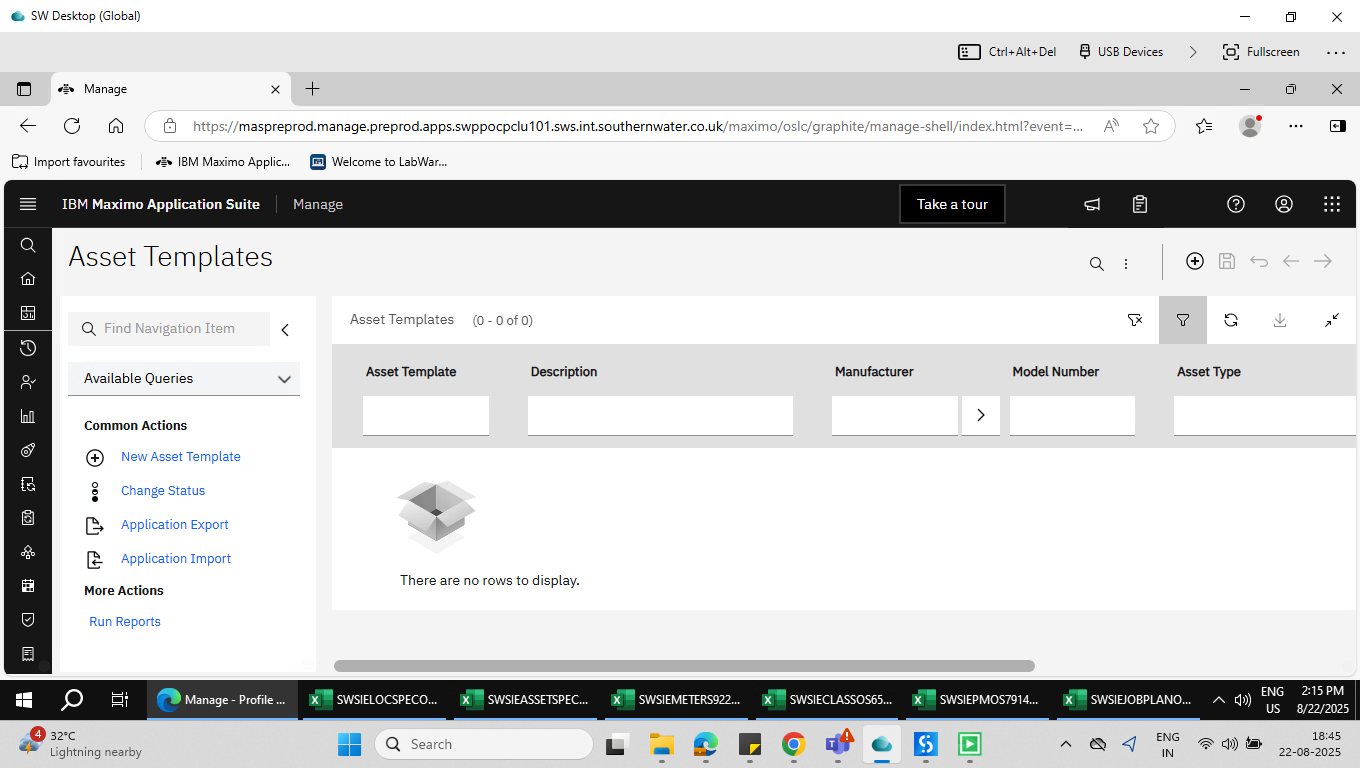 SW Desktop (Global)
Ctrl+Alt+Del USB Devices Fullscreen
Manage
https://maspreprod.manage.preprod.apps.swppocpclu101.sws.int.southernwater.co.uk/maximo/oslc/graphite/manage-shell/index.html?event=...
Import favourites IBM Maximo Applic... Welcome to LabWar...
IBM Maximo Application Suite Manage Take a tour
Asset Templates
Find Navigation Item
Available Queries
Common Actions
New Asset Template
Change Status
Application Export
Application Import
More Actions
Run Reports
Asset Templates (0 - 0 of 0)
Asset Template Description Manufacturer Model Number Asset Type
There are no rows to display.
Manage - Profile ... SWSIELOCSPECO... SWSIEASSETSPEC... SWSIEMETERS922... SWSIECLASSOS65... SWSIEPMOS7914... SWSIEJOBPLANO...
ENG
US
2:15 PM
8/22/2025
4
32°C
Lightning nearby
Search
ENG
IN
18:45
22-08-2025